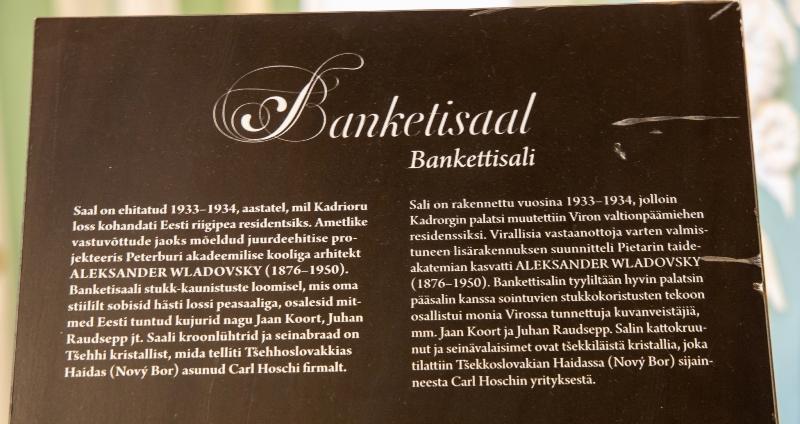 Banketisaal
Bankettisali
Saal on ehitatud 1933–1934, aastatel, mil Kadrioru
loss kohandati Eesti riigipea residentsiks. Ametlike
vastuvõttude jaoks mõeldud juurdeehitise pro-
jekteeris Peterburi akadeemilise kooliga arhitekt
ALEKSANDER WLADOVSKY (1876–1950).
Banketisaali stukk-kaunistuste loomisel, mis oma
stiililt sobisid hästi lossi peasaaliga, osalesid mit-
med Eesti tuntud kujurid nagu Jaan Koort, Juhan
Raudsepp jt. Saali kroonlühtrid ja seinabraad on
Tšehhi kristallist, mida telliti Tšehhoslovakkias
Haidas (Nový Bor) asunud Carl Hoschi firmalt.
Sali on rakennettu vuosina 1933–1934, jolloin
Kadrorgin palatsi muutettiin Viron valtionpäämiehen
residenssiksi. Virallisia vastaanottoja varten valmis-
tuneen lisärakennuksen suunnitteli Pietarin taide-
akatemian kasvatti ALEKSANDER WLADOVSKY
(1876–1950). Bankettisalin tyyliltään hyvin palatsin
pääsalin kanssa sointuvien stukkokoristusten tekoon
osallistui monia Virossa tunnettuja kuvanveistäjiä,
mm. Jaan Koort ja Juhan Raudsepp. Salin kattokruu-
nut ja seinävalaisimet ovat tšekkiläistä kristallia, joka
tilattiin Tšekkoslovakian Haidassa (Nový Bor) sijain-
neesta Carl Hoschin yrityksestä.